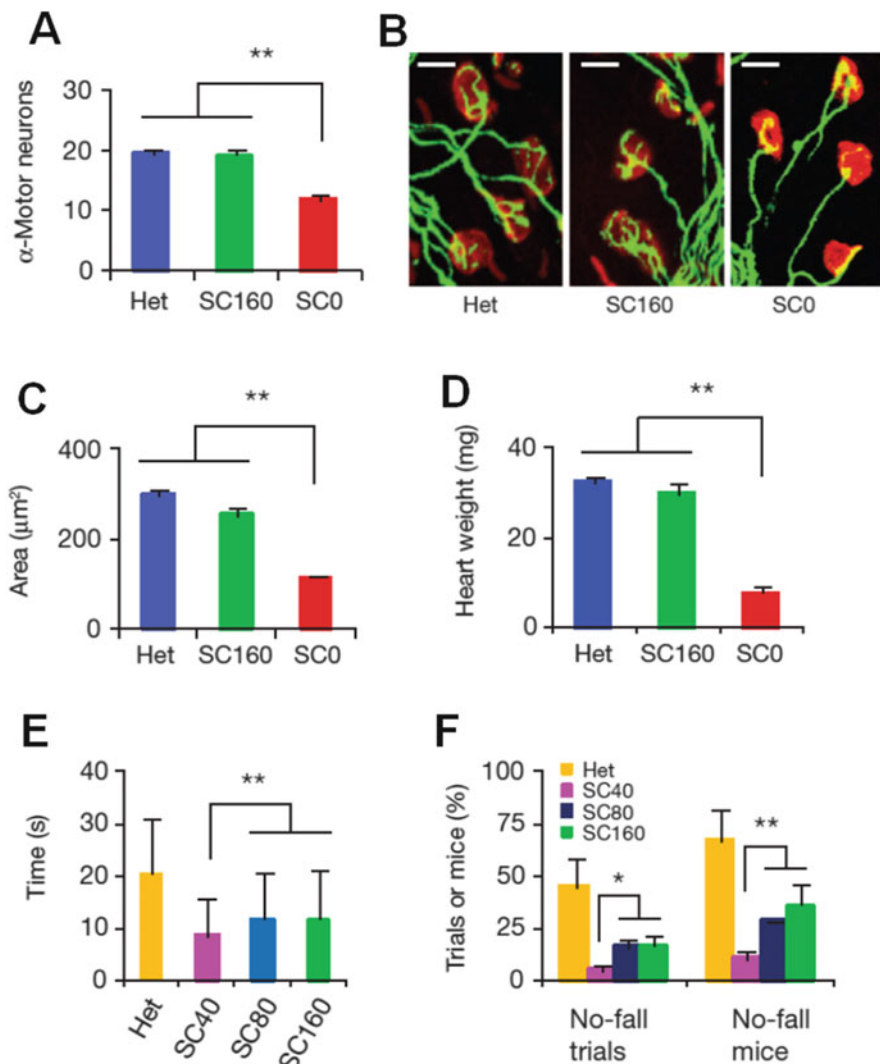 A
**
30
20
10
0
α-Motor neurons
Het SC160 SC0
B
Het SC160 SC0
C
**
400
200
0
Area (μm²)
Het SC160 SC0
D
**
40
20
0
Heart weight (mg)
Het SC160 SC0
E
**
40
30
20
10
0
Time (s)
Het SC40 SC80 SC160
F
100
75
50
25
0
Trials or mice (%)
Het
SC40
SC80
SC160
*
**
No-fall
trials
No-fall
mice